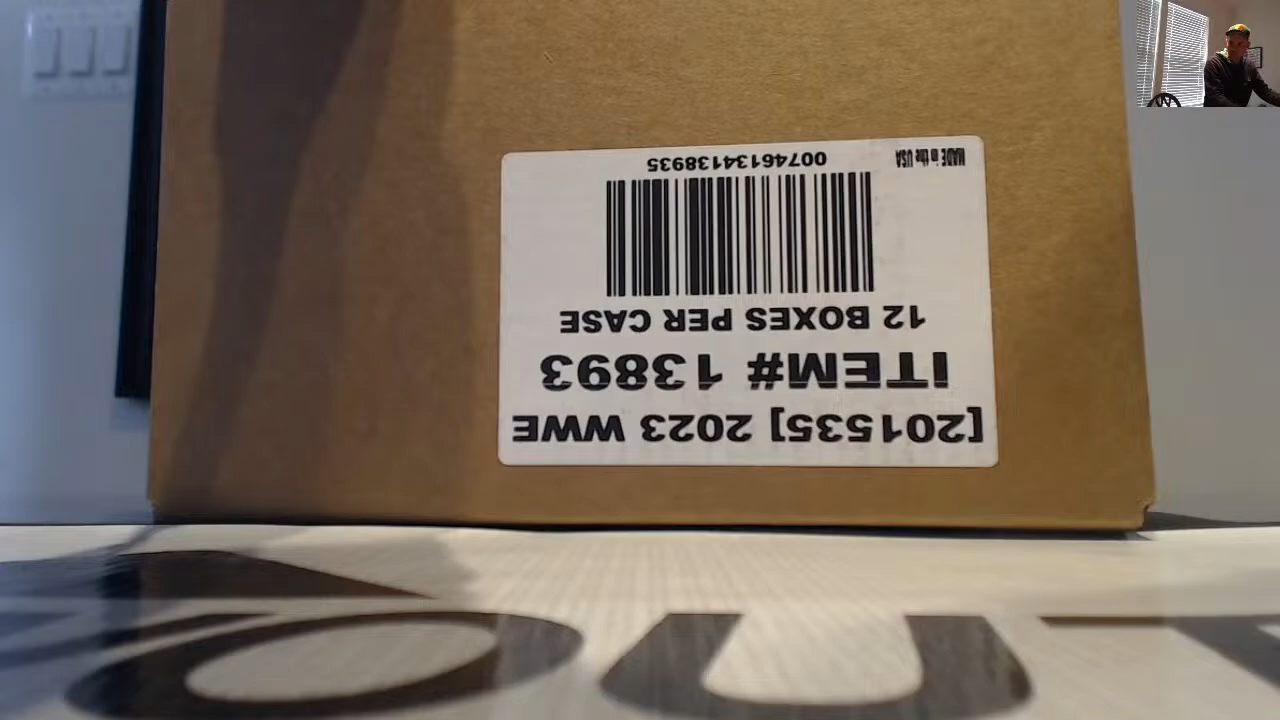 [201535] 2023 WWE
ITEM# 13893
12 BOXES PER CASE
00746134138935
MADE in the USA